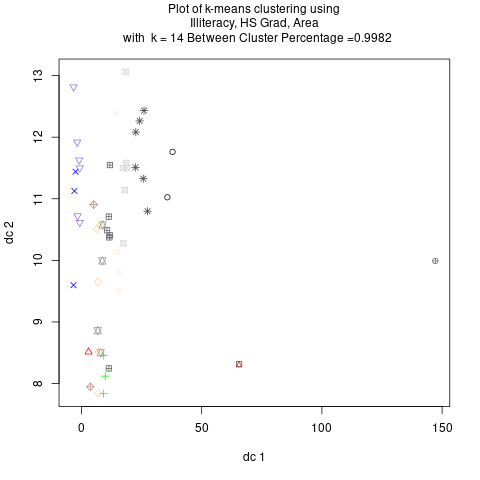 Plot of k-means clustering using
Illiteracy, HS Grad, Area
with k = 14 Between Cluster Percentage =0.9982
13
12
11
10
9
8
dc 2
0
50
100
150
dc 1